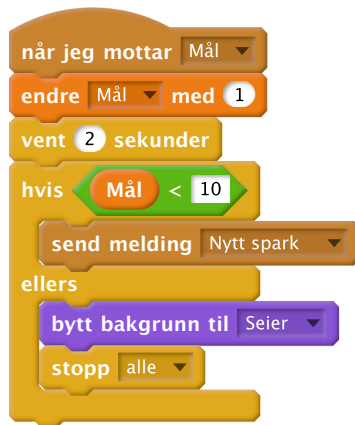 når jeg mottar Mål
endre Mål med 1
vent 2 sekunder
hvis Mål < 10
send melding Nytt spark
ellers
bytt bakgrunn til Seier
stopp alle